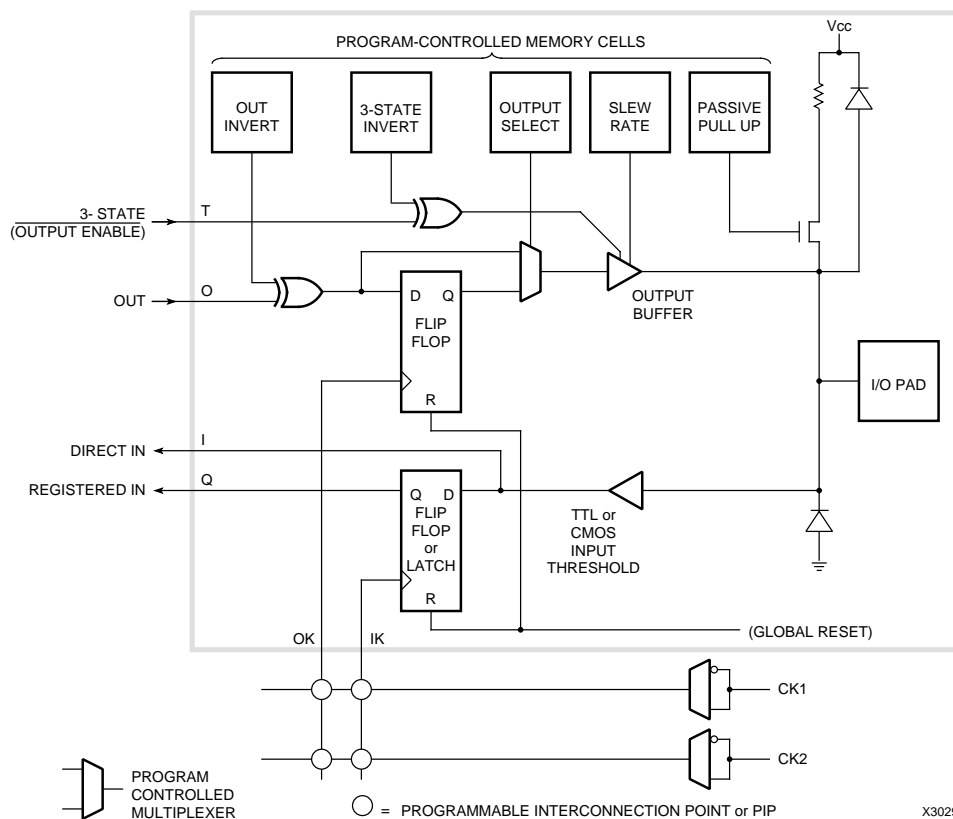 Vcc
PROGRAM-CONTROLLED MEMORY CELLS
OUT
INVERT
3-STATE
INVERT
OUTPUT
SELECT
SLEW
RATE
PASSIVE
PULL UP
3- STATE
(OUTPUT ENABLE)
T
OUT
O
D Q
FLIP
FLOP
R
OUTPUT
BUFFER
I/O PAD
DIRECT IN
I
REGISTERED IN
Q
Q D
FLIP
FLOP
or
LATCH
R
TTL or
CMOS
INPUT
THRESHOLD
OK
IK
(GLOBAL RESET)
CK1
CK2
PROGRAM
CONTROLLED
MULTIPLEXER
= PROGRAMMABLE INTERCONNECTION POINT or PIP
X3029